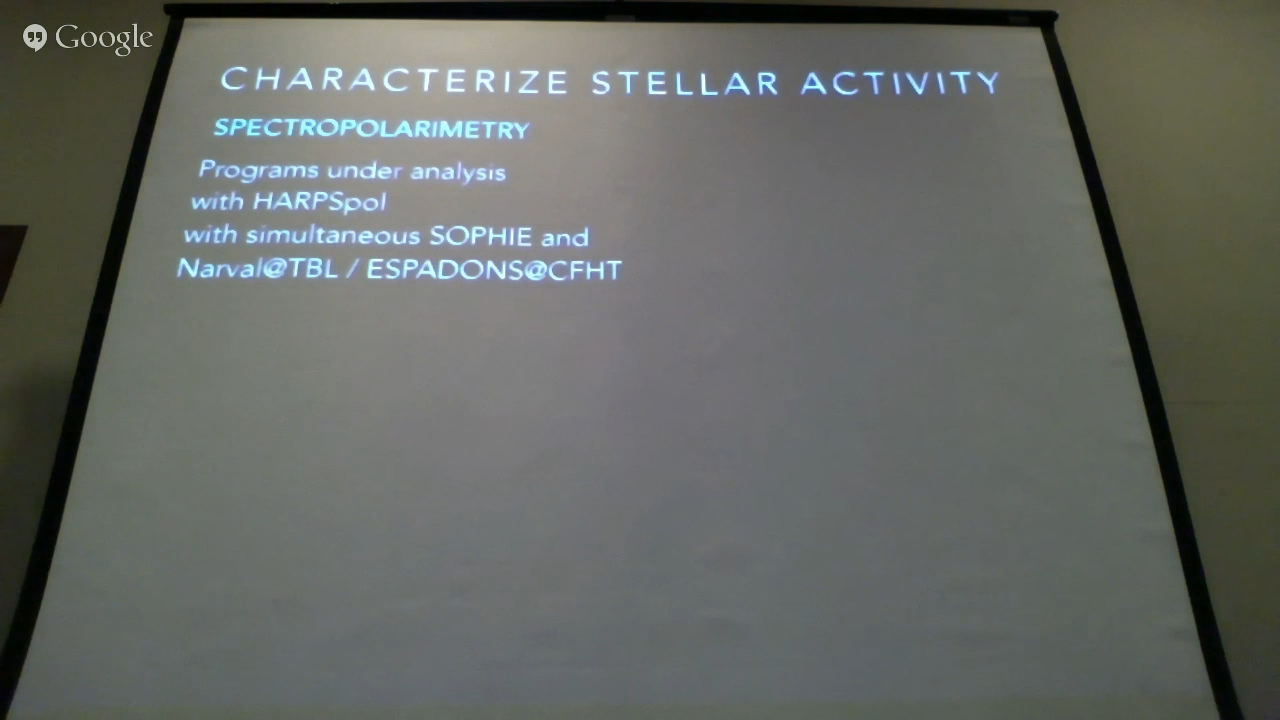 Google
CHARACTERIZE STELLAR ACTIVITY
SPECTROPOLARIMETRY
Programs under analysis
with HARPSpol
with simultaneous SOPHIE and
Narval@TBL / ESPADONS@CFHT